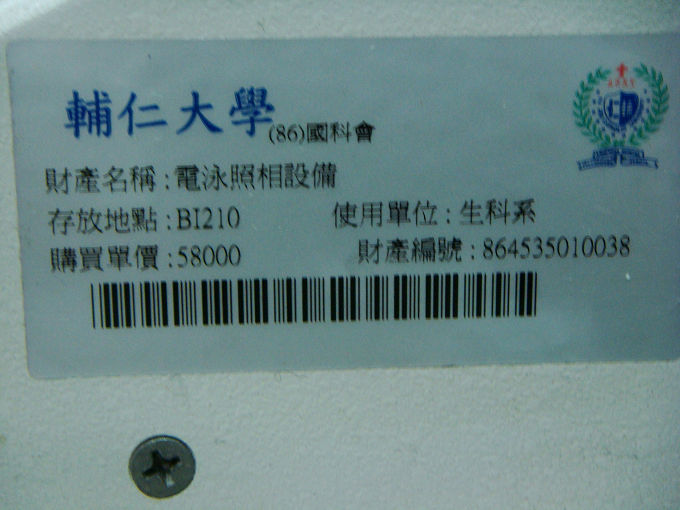 輔仁大學 (86)國科會
財產名稱：電泳照相設備
存放地點：BI210 使用單位：生科系
購買單價：58000 財產編號：864535010038